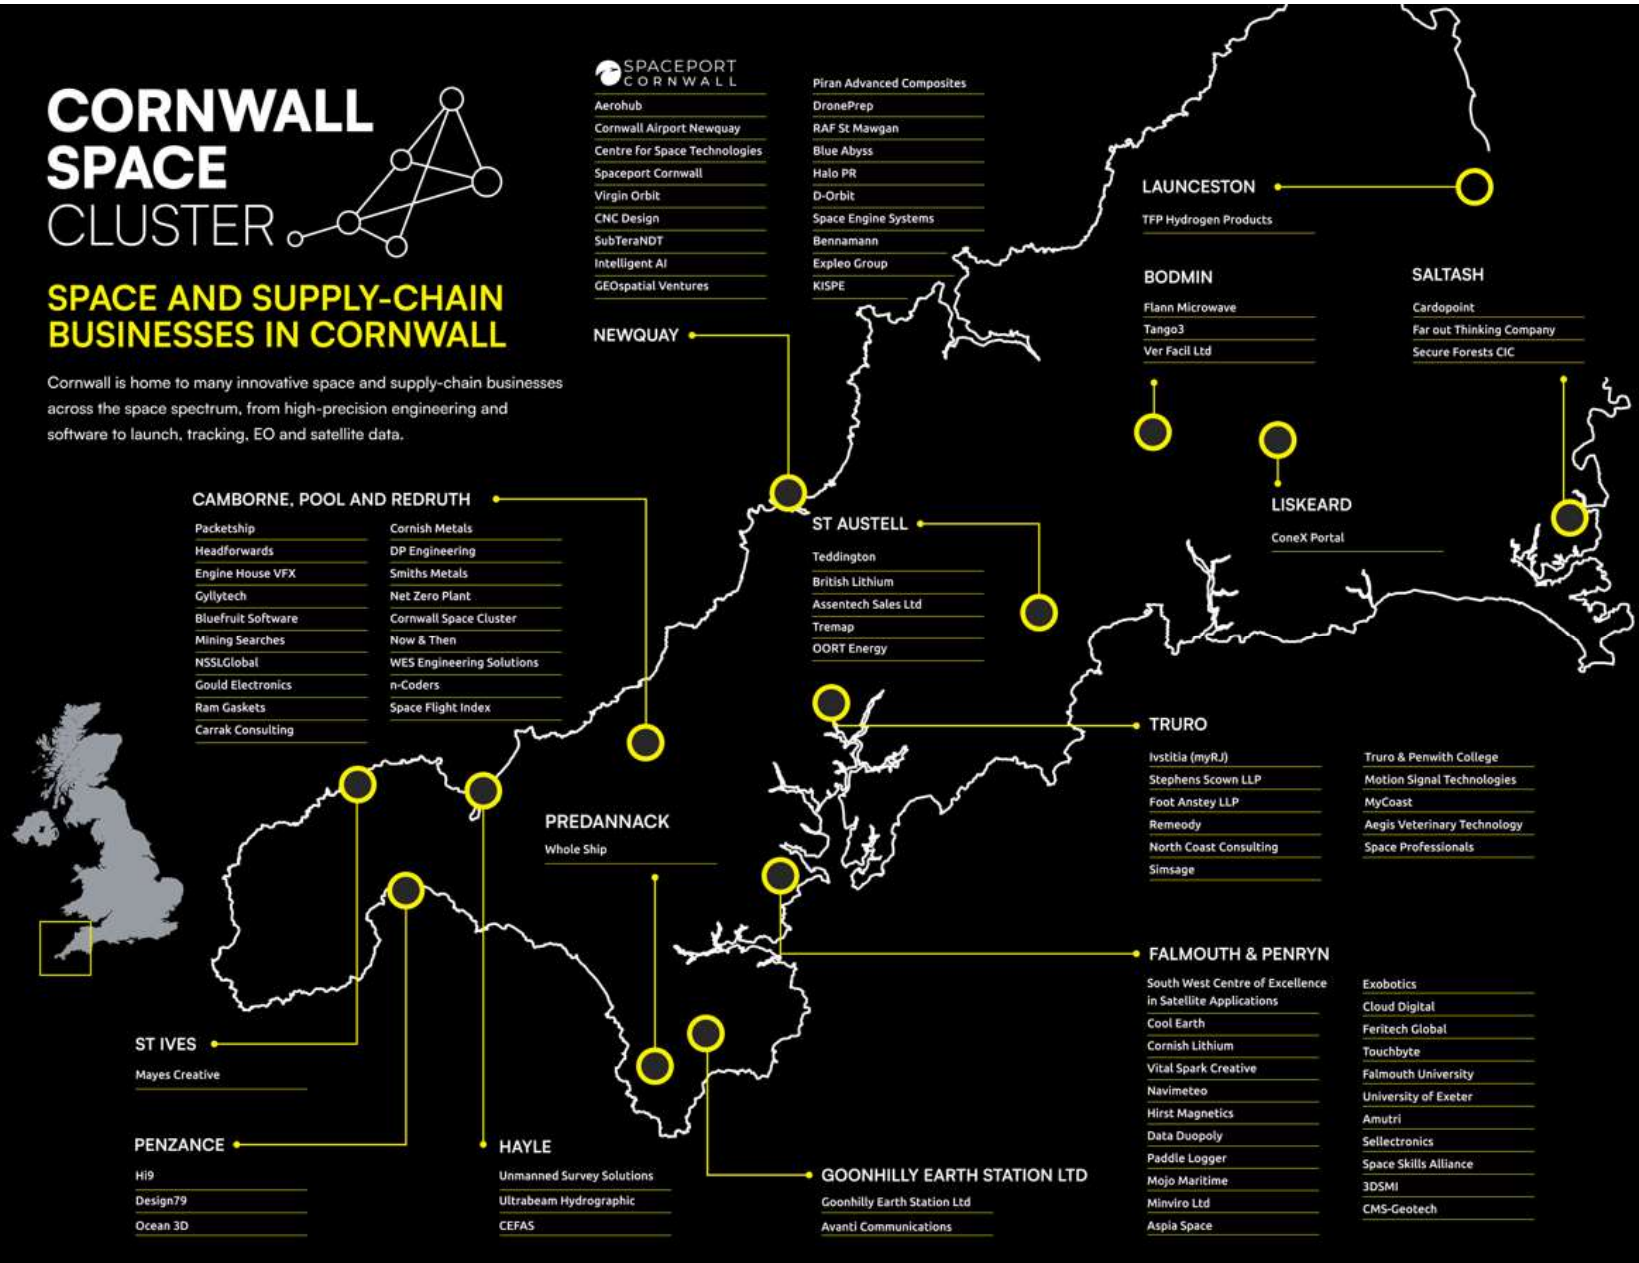 CORNWALL
SPACE
CLUSTER
SPACE AND SUPPLY-CHAIN
BUSINESSES IN CORNWALL
Cornwall is home to many innovative space and supply-chain businesses
across the space spectrum, from high-precision engineering and
software to launch, tracking, EO and satellite data.
SPACEPORT
CORNWALL
Aerohub
Cornwall Airport Newquay
Centre for Space Technologies
Spaceport Cornwall
Virgin Orbit
CNC Design
SubTeraNDT
Intelligent AI
GEOspatial Ventures
Piran Advanced Composites
DronePrep
RAF St Mawgan
Blue Abyss
Halo PR
D-Orbit
Space Engine Systems
Bennamann
Expleo Group
KISPE
NEWQUAY
LAUNCESTON
TFP Hydrogen Products
BODMIN
Flann Microwave
Tango3
Ver Facil Ltd
SALTASH
Cardopoint
Far out Thinking Company
Secure Forests CIC
LISKEARD
ConeX Portal
CAMBORNE, POOL AND REDRUTH
Packetship
Headforwards
Engine House VFX
Gyllytech
Bluefruit Software
Mining Searches
NSSLGlobal
Gould Electronics
Ram Gaskets
Carrak Consulting
Cornish Metals
DP Engineering
Smiths Metals
Net Zero Plant
Cornwall Space Cluster
Now & Then
WES Engineering Solutions
n-Coders
Space Flight Index
ST AUSTELL
Teddington
British Lithium
Assentech Sales Ltd
Tremap
OORT Energy
TRURO
Ivstitia (myRJ)
Stephens Scown LLP
Foot Anstey LLP
Remeody
North Coast Consulting
Simsage
Truro & Penwith College
Motion Signal Technologies
MyCoast
Aegis Veterinary Technology
Space Professionals
PREDANNACK
Whole Ship
FALMOUTH & PENRYN
South West Centre of Excellence
in Satellite Applications
Cool Earth
Cornish Lithium
Vital Spark Creative
Navimeteo
Hirst Magnetics
Data Duopoly
Paddle Logger
Mojo Maritime
Minviro Ltd
Aspia Space
Exobotics
Cloud Digital
Feritech Global
Touchbyte
Falmouth University
University of Exeter
Amutri
Sellectronics
Space Skills Alliance
3DSMI
CMS-Geotech
ST IVES
Mayes Creative
PENZANCE
Hi9
Design79
Ocean 3D
HAYLE
Unmanned Survey Solutions
Ultrabeam Hydrographic
CEFAS
GOONHILLY EARTH STATION LTD
Goonhilly Earth Station Ltd
Avanti Communications